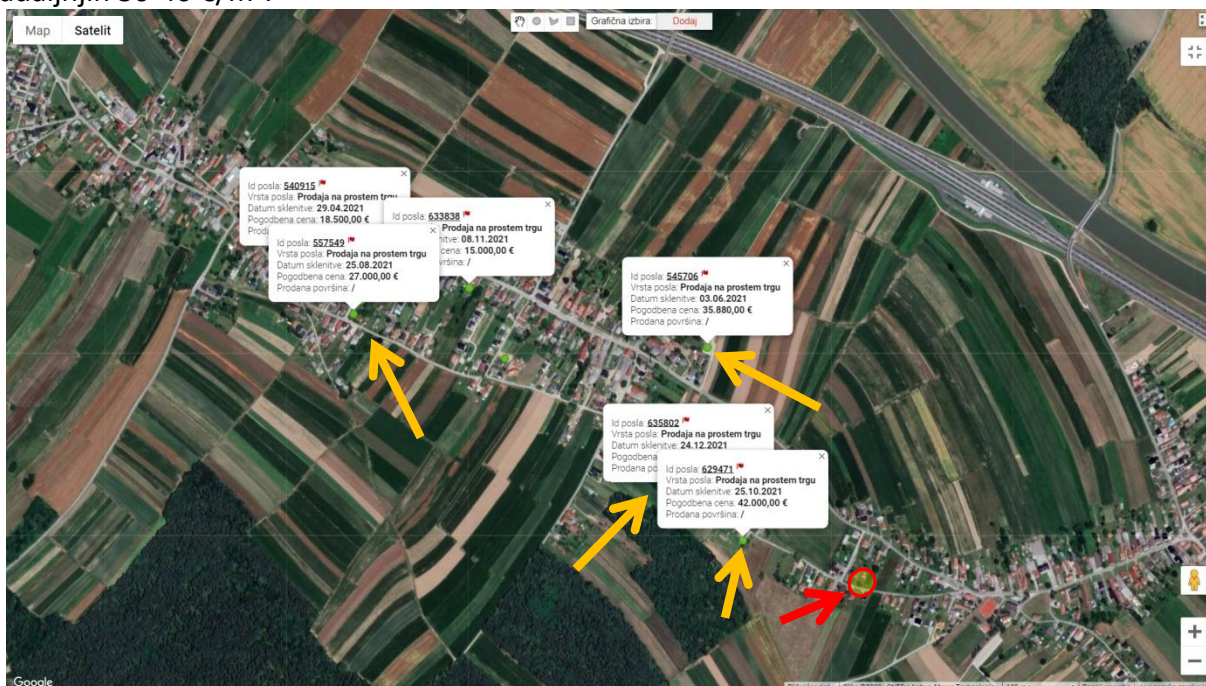 30-40 €/m².
Map Satelit
Grafična izbira: Dodaj
Id posla: 540915
Vrsta posla: Prodaja na prostem trgu
Datum sklenitve: 29.04.2021
Pogodbena cena: 18.500,00 €
Id posla: 633838
Prodaja na prostem trgu
08.11.2021
cena: 15.000,00 €
/
Id posla: 557549
Vrsta posla: Prodaja na prostem trgu
Datum sklenitve: 25.08.2021
Pogodbena cena: 27.000,00 €
Prodana površina: /
Id posla: 545706
Vrsta posla: Prodaja na prostem trgu
Datum sklenitve: 03.06.2021
Pogodbena cena: 35.880,00 €
Prodana površina: /
Id posla: 635802
Vrsta posla: Prodaja na prostem trgu
Datum sklenitve: 24.12.2021
Pogodbena
Id posla: 629471
Vrsta posla: Prodaja na prostem trgu
Datum sklenitve: 25.10.2021
Pogodbena cena: 42.000,00 €
Prodana površina: /
Google